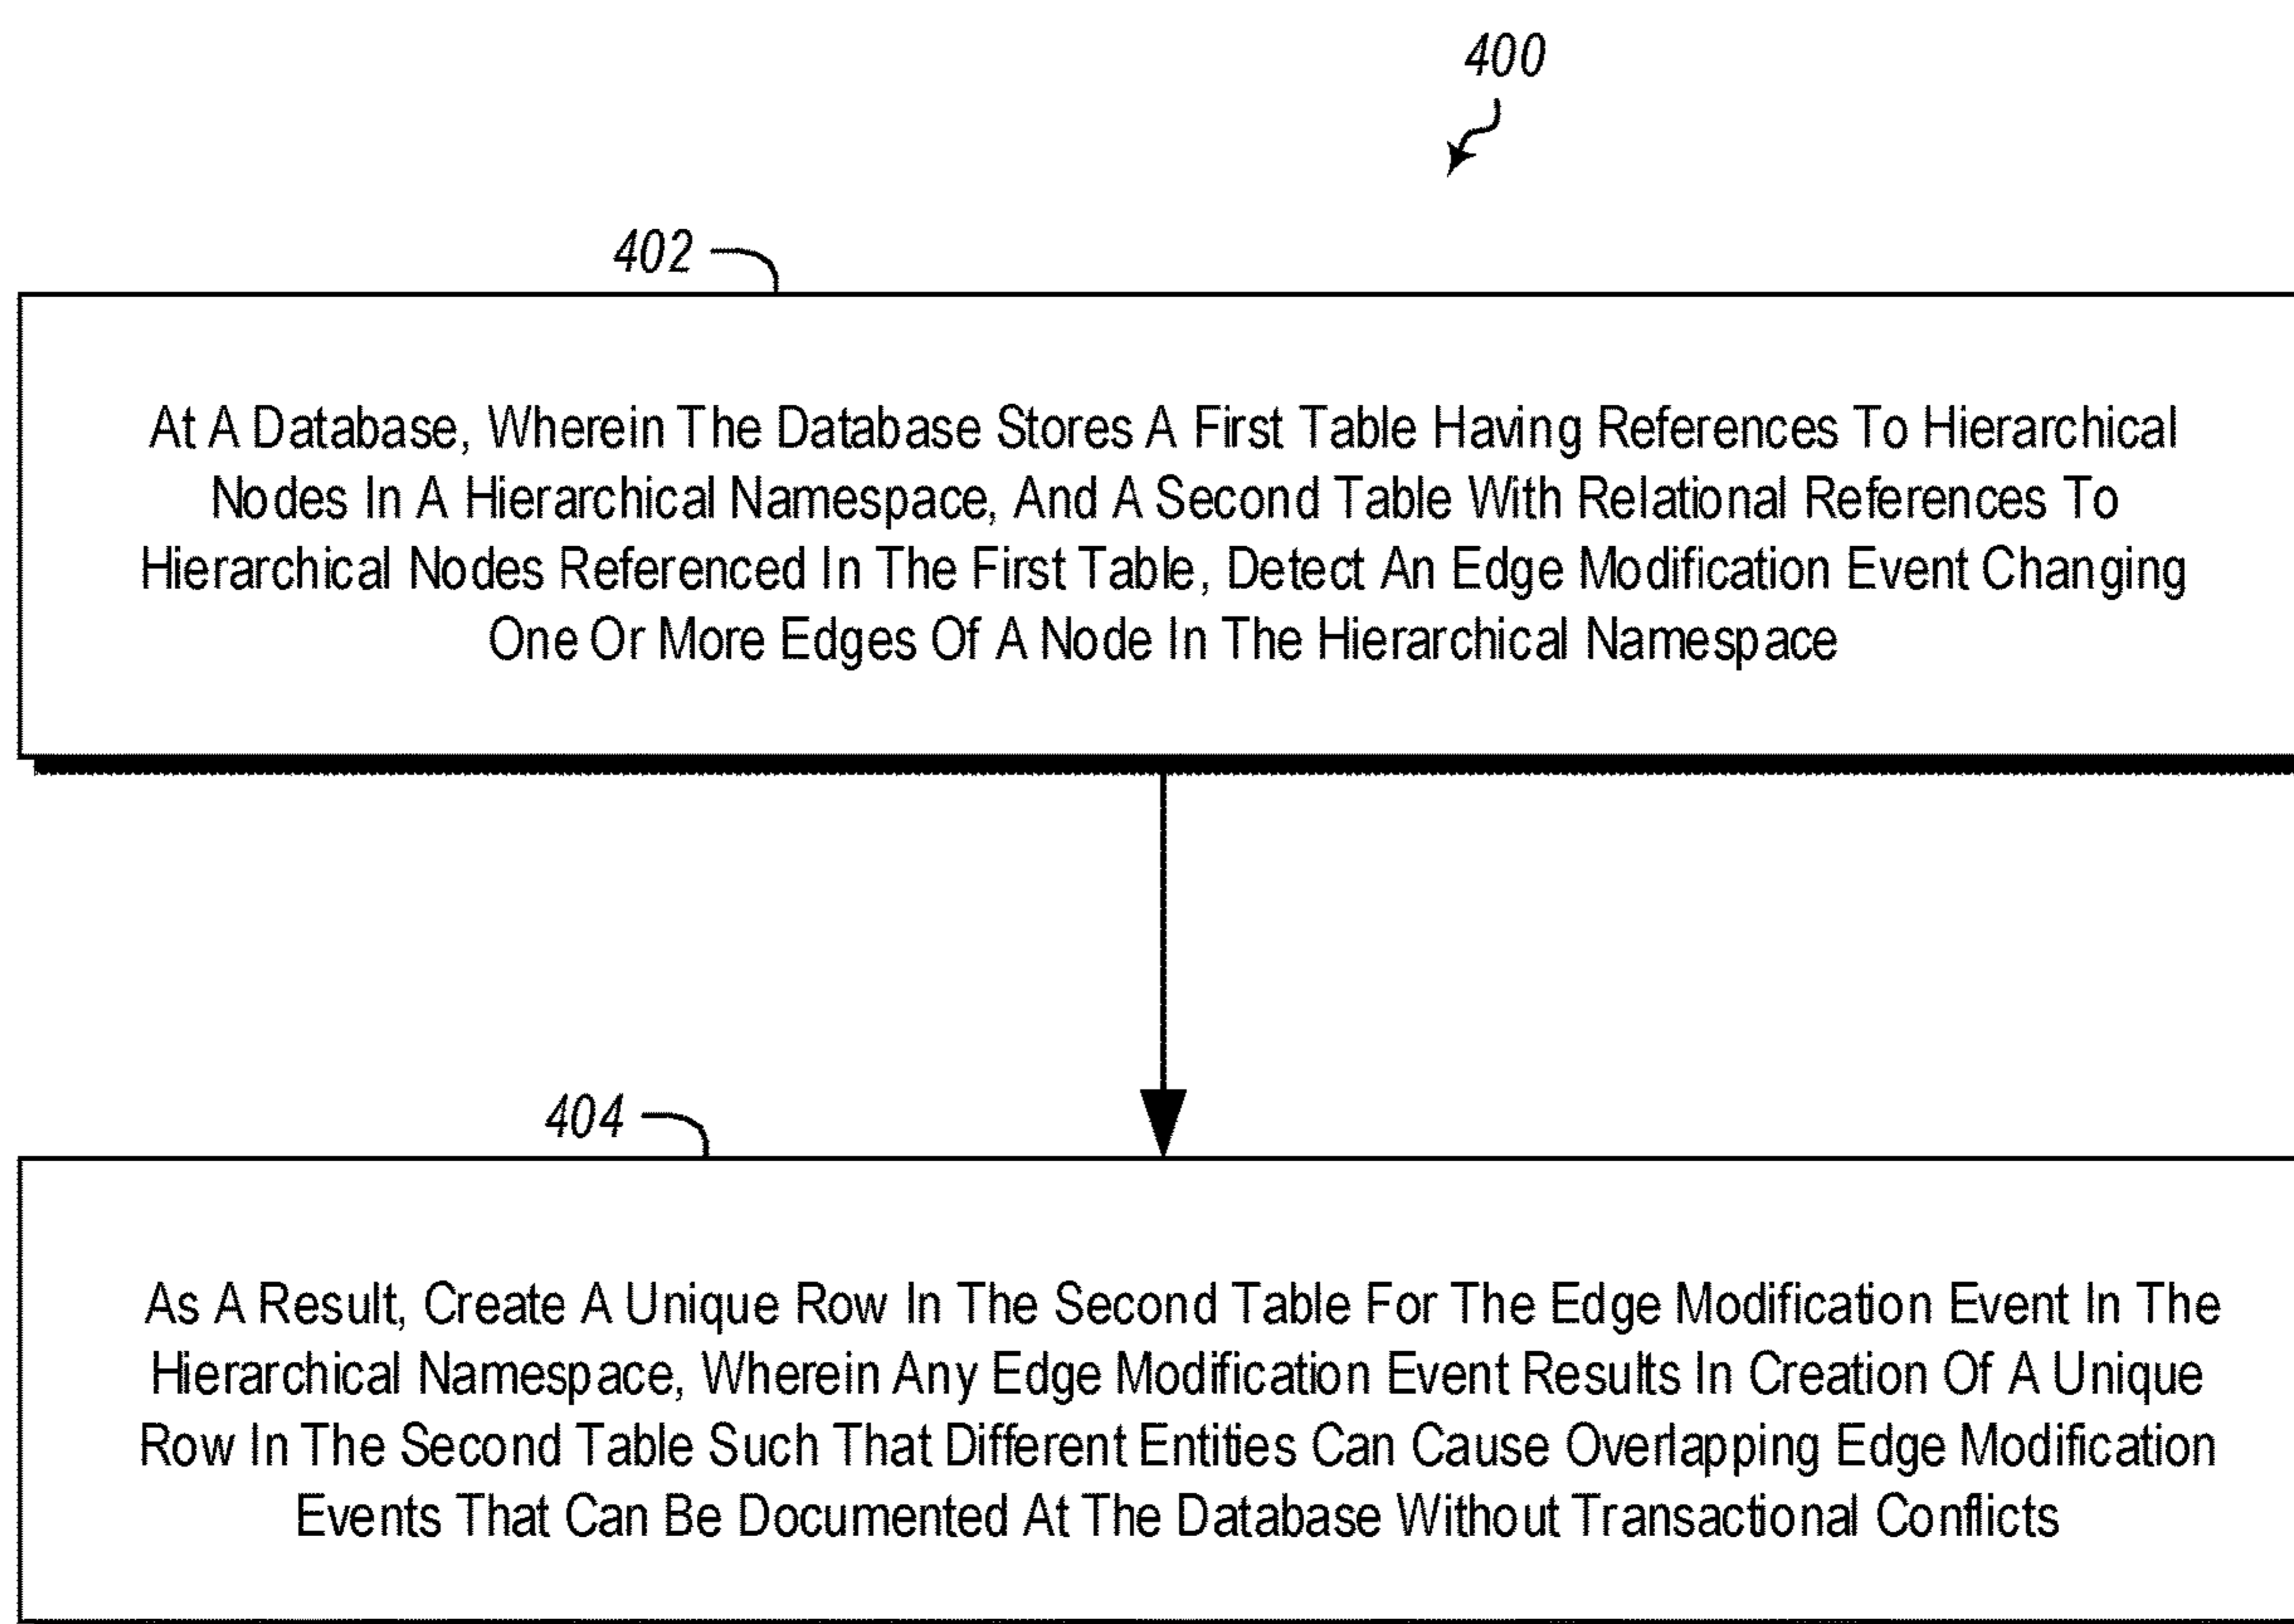 400
402
At A Database, Wherein The Database Stores A First Table Having References To Hierarchical
Nodes In A Hierarchical Namespace, And A Second Table With Relational References To
Hierarchical Nodes Referenced In The First Table, Detect An Edge Modification Event Changing
One Or More Edges Of A Node In The Hierarchical Namespace
404
As A Result, Create A Unique Row In The Second Table For The Edge Modification Event In The
Hierarchical Namespace, Wherein Any Edge Modification Event Results In Creation Of A Unique
Row In The Second Table Such That Different Entities Can Cause Overlapping Edge Modification
Events That Can Be Documented At The Database Without Transactional Conflicts